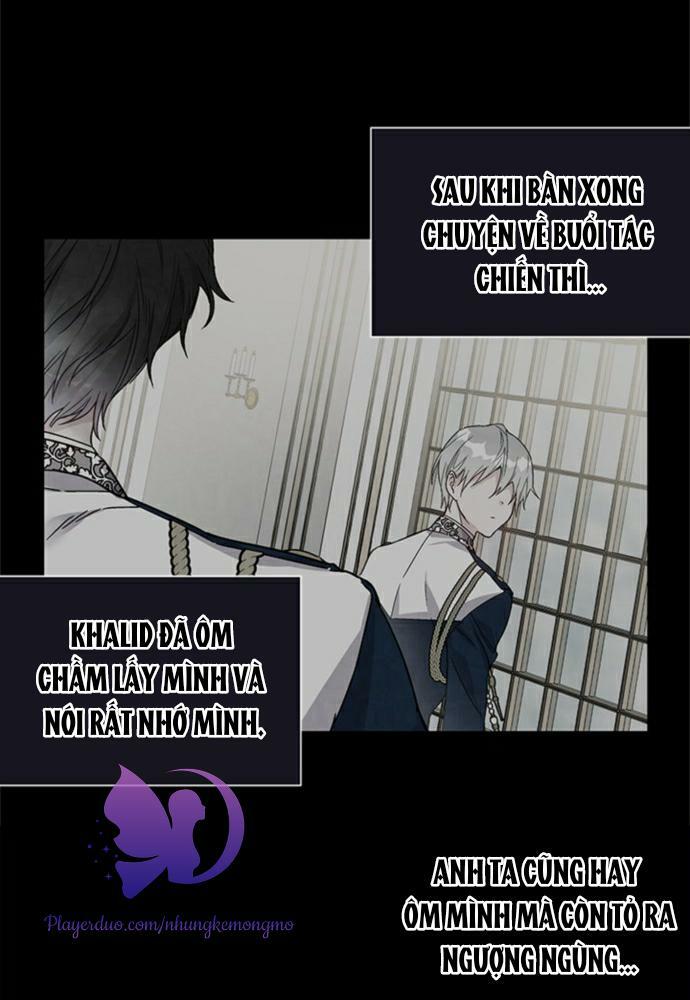 SAU KHI BÀN XONG
CHUYỆN VỀ BUỔI TÁC
CHIẾN THÌ...
KHALID ĐÃ ÔM
CHẦM LẤY MÌNH VÀ
NÓI RẤT NHỚ MÌNH.
ANH TA CŨNG HAY
ÔM MÌNH MÀ CÒN TỎ RA
NGƯỢNG NGÙNG...
Playerduo.com/nhungkemongmo